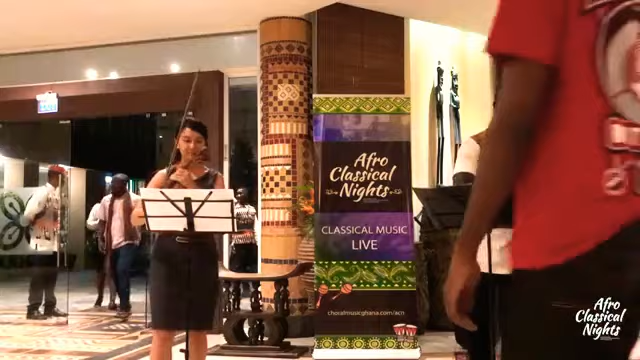 Afro
Classical
Nights
CLASSICAL MUSIC
LIVE
choralmusicghana.com/acn
Afro
Classical
Nights